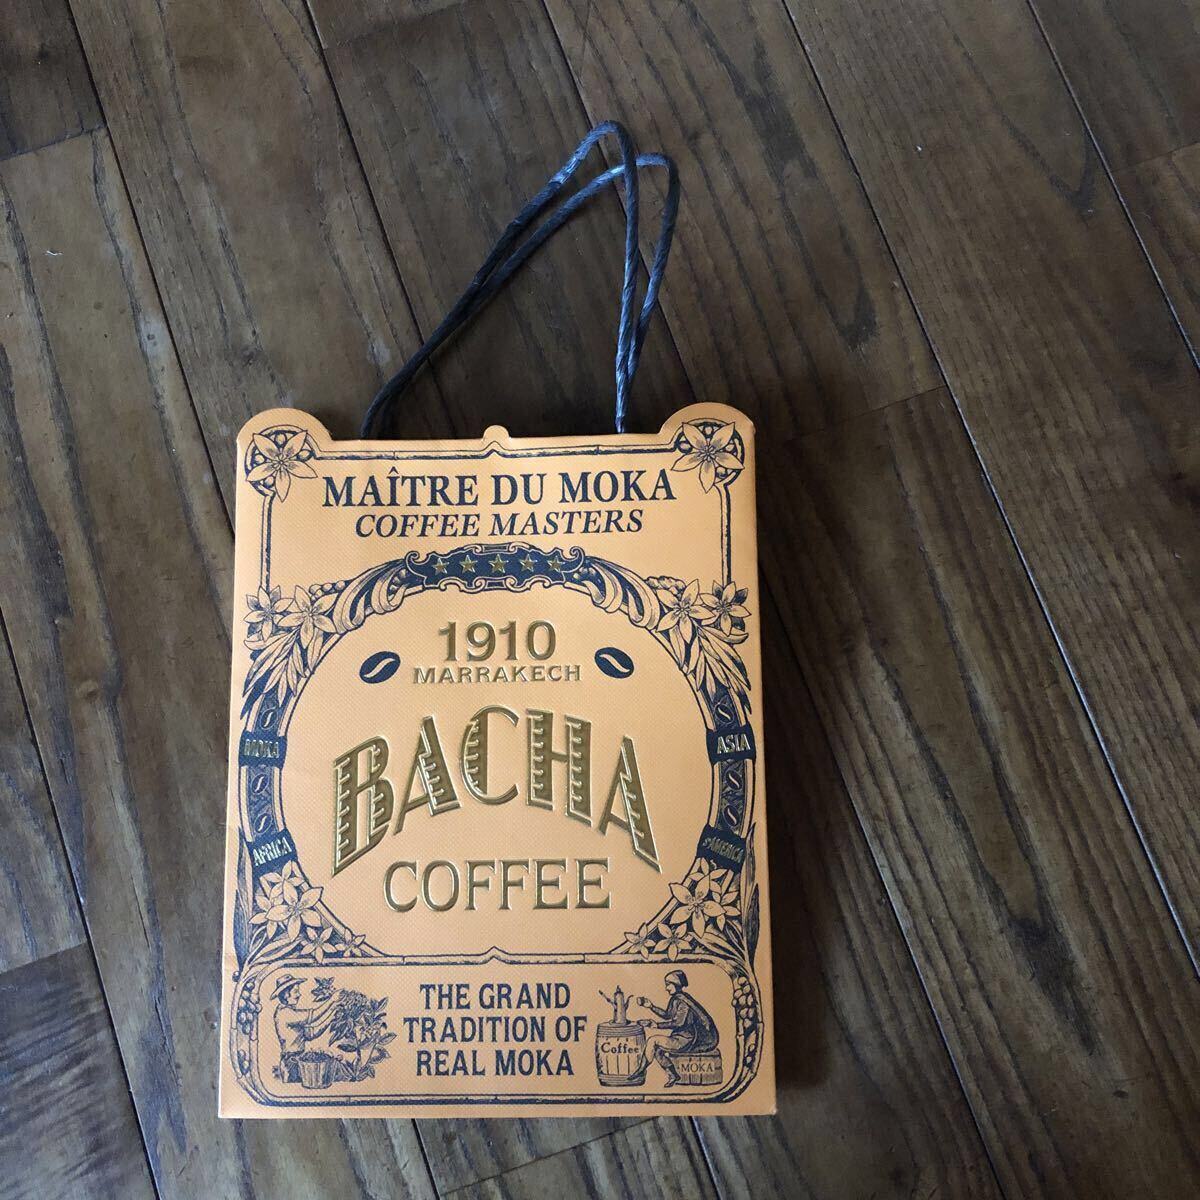 MAÎTRE DU MOKA
COFFEE MASTERS
1910
MARRAKECH
BACHA
COFFEE
MOKA
ASIA
AFRICA
THE GRAND
TRADITION OF
REAL MOKA
Coffee
MOKA